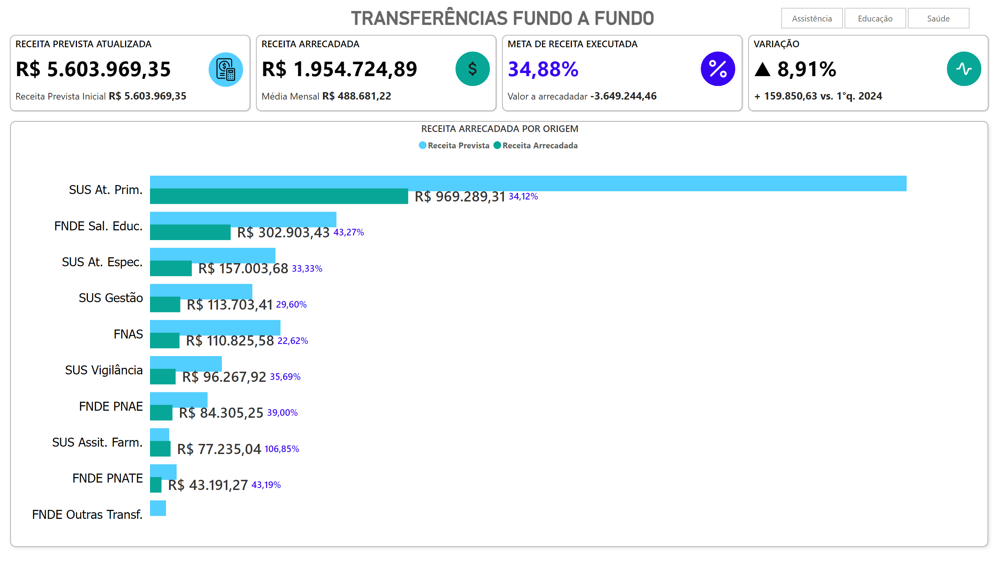 TRANSFERÊNCIAS FUNDO A FUNDO
Assistência
Educação
Saúde
RECEITA PREVISTA ATUALIZADA
R$ 5.603.969,35
Receita Prevista Inicial R$ 5.603.969,35
RECEITA ARRECADADA
R$ 1.954.724,89
$
Média Mensal R$ 488.681,22
META DE RECEITA EXECUTADA
34,88%
%
Valor a arrecadadar -3.649.244,46
VARIAÇÃO
▲ 8,91%
+ 159.850,63 vs. 1°q. 2024
RECEITA ARRECADADA POR ORIGEM
Receita Prevista Receita Arrecadada
SUS At. Prim.
R$ 969.289,31 34,12%
FNDE Sal. Educ.
R$ 302.903,43 43,27%
SUS At. Espec.
R$ 157.003,68 33,33%
SUS Gestão
R$ 113.703,41 29,60%
FNAS
R$ 110.825,58 22,62%
SUS Vigilância
R$ 96.267,92 35,69%
FNDE PNAE
R$ 84.305,25 39,00%
SUS Assit. Farm.
R$ 77.235,04 106,85%
FNDE PNATE
R$ 43.191,27 43,19%
FNDE Outras Transf.